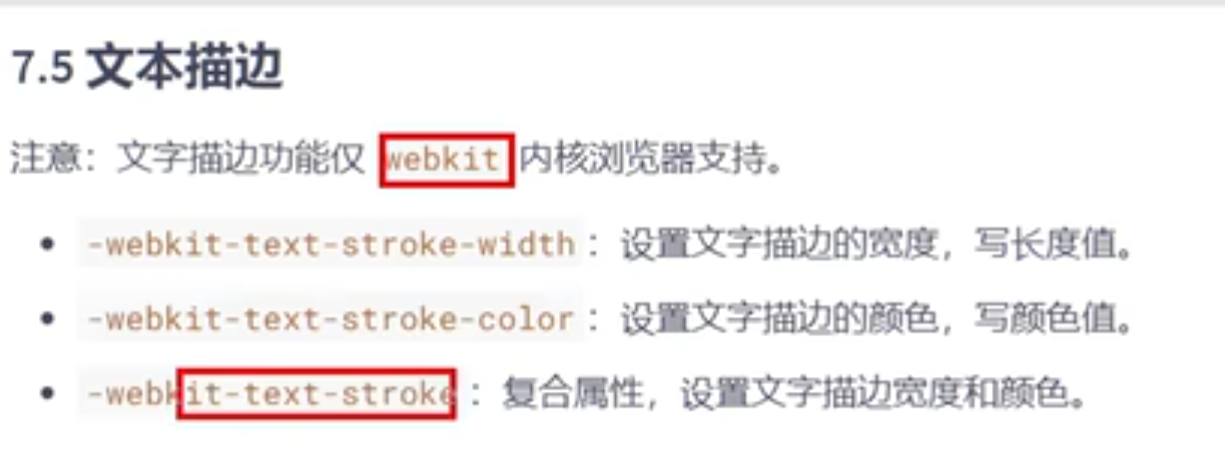 7.5 文本描边
注意：文字描边功能仅 webkit 内核浏览器支持。
• -webkit-text-stroke-width ：设置文字描边的宽度，写长度值。
• -webkit-text-stroke-color ：设置文字描边的颜色，写颜色值。
• -webkit-text-stroke ：复合属性，设置文字描边宽度和颜色。